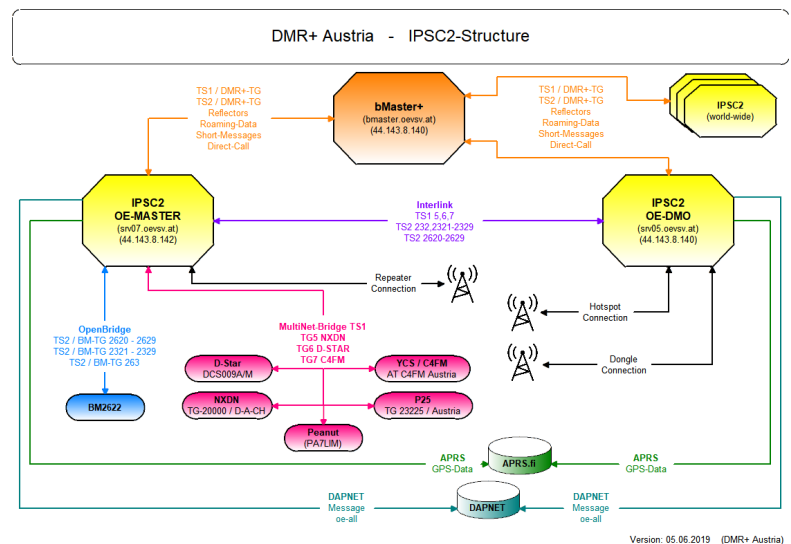 DMR+ Austria - IPSC2-Structure
TS1 / DMR+-TG
TS2 / DMR+-TG
Reflectors
Roaming-Data
Short-Messages
Direct-Call
bMaster+
(bmaster.oevsv.at)
(44.143.8.140)
TS1 / DMR+-TG
TS2 / DMR+-TG
Reflectors
Roaming-Data
Short-Messages
Direct-Call
IPSC2
(world-wide)
IPSC2
OE-MASTER
(srv07.oevsv.at)
(44.143.8.142)
Interlink
TS1 5,6,7
TS2 232,2321-2329
TS2 2620-2629
IPSC2
OE-DMO
(srv05.oevsv.at)
(44.143.8.140)
Repeater
Connection
Hotspot
Connection
Dongle
Connection
OpenBridge
TS2 / BM-TG 2620 - 2629
TS2 / BM-TG 2321 - 2329
TS2 / BM-TG 263
BM2622
MultiNet-Bridge TS1
TG5 NXDN
TG6 D-STAR
TG7 C4FM
D-Star
DCS009A/M
YCS / C4FM
AT C4FM Austria
NXDN
TG-20000 / D-A-CH
P25
TG 23225 / Austria
Peanut
(PA7LIM)
APRS
GPS-Data
APRS.fi
APRS
GPS-Data
DAPNET
Message
oe-all
DAPNET
DAPNET
Message
oe-all
Version: 05.06.2019 (DMR+ Austria)